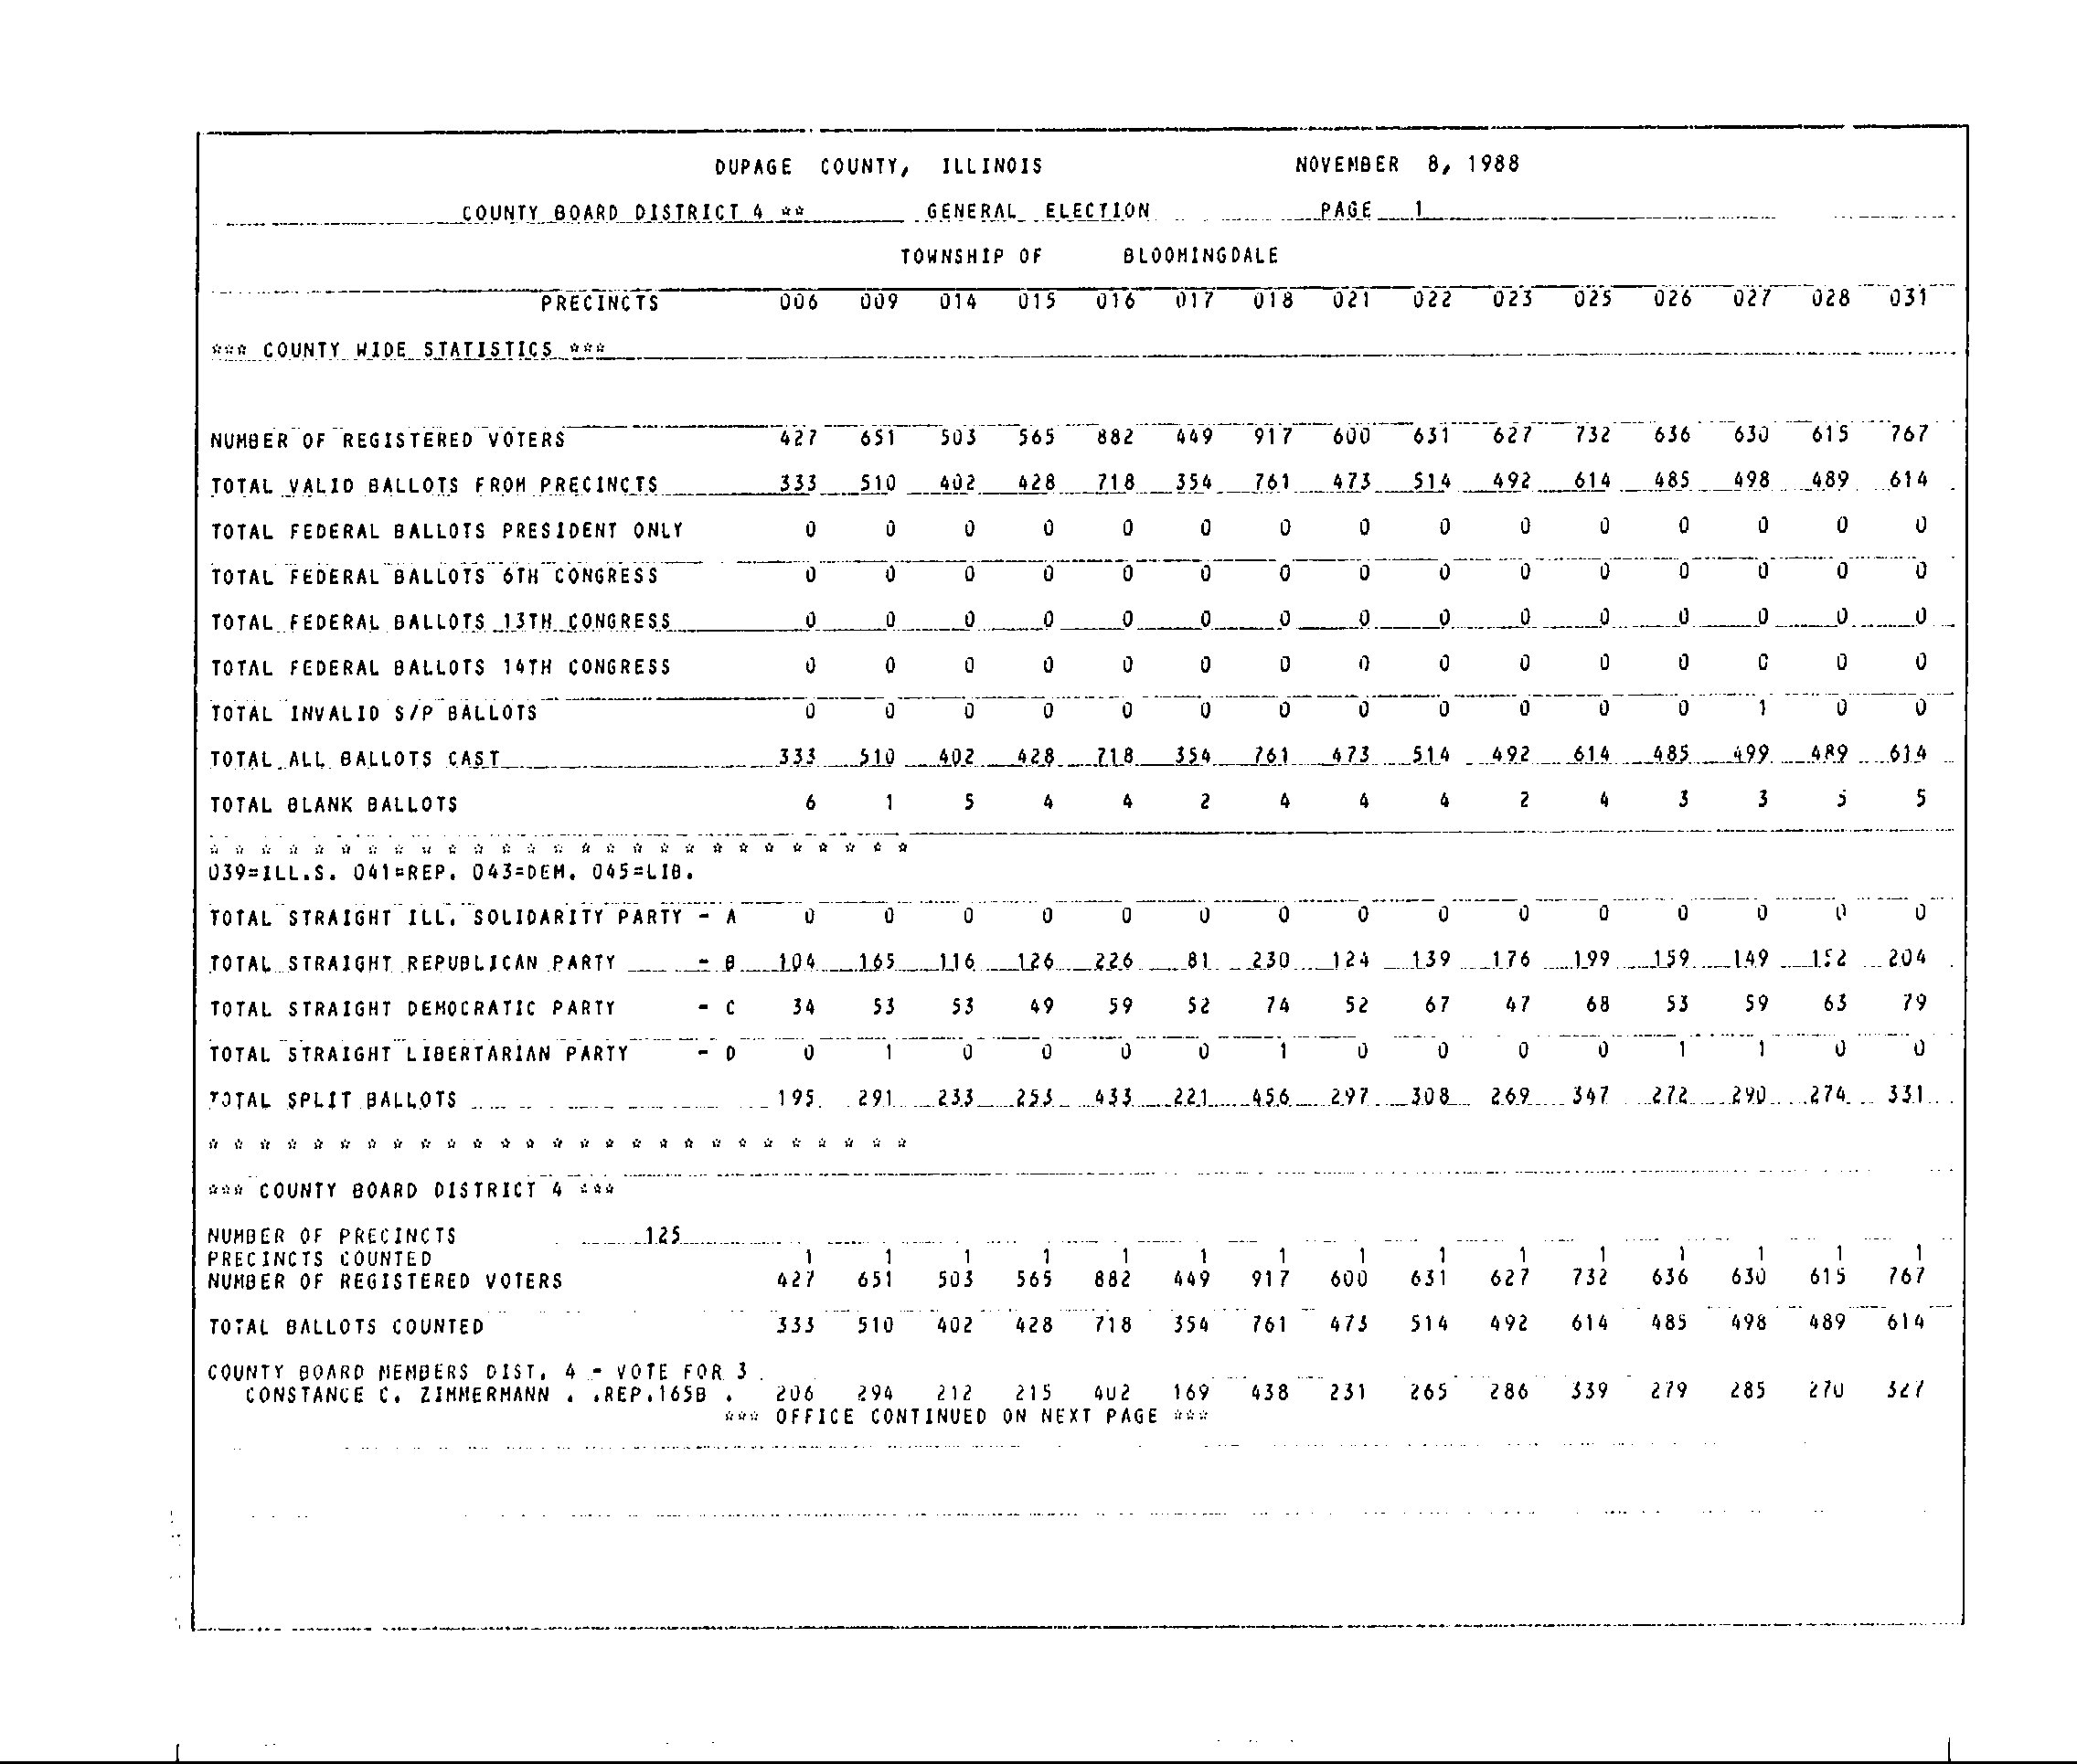 DUPAGE COUNTY, ILLINOIS NOVEMBER 8, 1988
COUNTY BOARD DISTRICT 4 ** GENERAL ELECTION PAGE 1
TOWNSHIP OF BLOOMINGDALE
PRECINCTS 006 009 014 015 016 017 018 021 022 023 025 026 027 028 031
*** COUNTY WIDE STATISTICS ***
NUMBER OF REGISTERED VOTERS 427 651 503 565 882 449 917 600 631 627 732 636 630 615 767
TOTAL VALID BALLOTS FROM PRECINCTS 333 510 402 428 718 354 761 473 514 492 614 485 498 489 614
TOTAL FEDERAL BALLOTS PRESIDENT ONLY 0 0 0 0 0 0 0 0 0 0 0 0 0 0 0
TOTAL FEDERAL BALLOTS 6TH CONGRESS 0 0 0 0 0 0 0 0 0 0 0 0 0 0 0
TOTAL FEDERAL BALLOTS 13TH CONGRESS 0 0 0 0 0 0 0 0 0 0 0 0 0 0 0
TOTAL FEDERAL BALLOTS 14TH CONGRESS 0 0 0 0 0 0 0 0 0 0 0 0 0 0 0
TOTAL INVALID S/P BALLOTS 0 0 0 0 0 0 0 0 0 0 0 0 1 0 0
TOTAL ALL BALLOTS CAST 333 510 402 428 718 354 761 473 514 492 614 485 499 489 614
TOTAL BLANK BALLOTS 6 1 5 4 4 2 4 4 4 2 4 3 3 5 5
* * * * * * * * * * * * * * * * * * * * * * * * * * *
039=ILL.S. 041=REP. 043=DEM. 045=LIB.
TOTAL STRAIGHT ILL. SOLIDARITY PARTY - A 0 0 0 0 0 0 0 0 0 0 0 0 0 0 0
TOTAL STRAIGHT REPUBLICAN PARTY - B 104 165 116 126 226 81 230 124 139 176 199 159 149 152 204
TOTAL STRAIGHT DEMOCRATIC PARTY - C 34 53 53 49 59 52 74 52 67 47 68 53 59 63 79
TOTAL STRAIGHT LIBERTARIAN PARTY - D 0 1 0 0 0 0 1 0 0 0 0 1 1 0 0
TOTAL SPLIT BALLOTS 195 291 233 253 433 221 456 297 308 269 347 272 290 274 331
* * * * * * * * * * * * * * * * * * * * * * * * * * *
*** COUNTY BOARD DISTRICT 4 ***
NUMBER OF PRECINCTS 125
PRECINCTS COUNTED 1 1 1 1 1 1 1 1 1 1 1 1 1 1 1
NUMBER OF REGISTERED VOTERS 427 651 503 565 882 449 917 600 631 627 732 636 630 615 767
TOTAL BALLOTS COUNTED 333 510 402 428 718 354 761 473 514 492 614 485 498 489 614
COUNTY BOARD MEMBERS DIST. 4 - VOTE FOR 3
CONSTANCE C. ZIMMERMANN . .REP.165B . 206 294 212 215 402 169 438 231 265 286 339 279 285 270 327
*** OFFICE CONTINUED ON NEXT PAGE ***